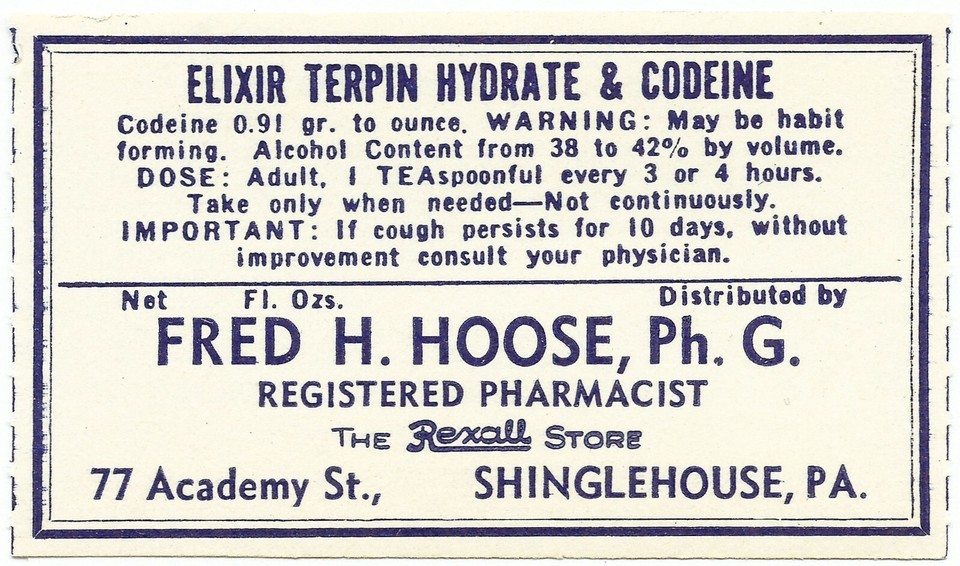 ELIXIR TERPIN HYDRATE & CODEINE
Codeine 0.91 gr. to ounce. WARNING: May be habit
forming. Alcohol Content from 38 to 42% by volume.
DOSE: Adult, 1 TEAspoonful every 3 or 4 hours.
Take only when needed—Not continuously.
IMPORTANT: If cough persists for 10 days, without
improvement consult your physician.
Net Fl. Ozs. Distributed by
FRED H. HOOSE, Ph. G.
REGISTERED PHARMACIST
THE Rexall STORE
77 Academy St., SHINGLEHOUSE, PA.